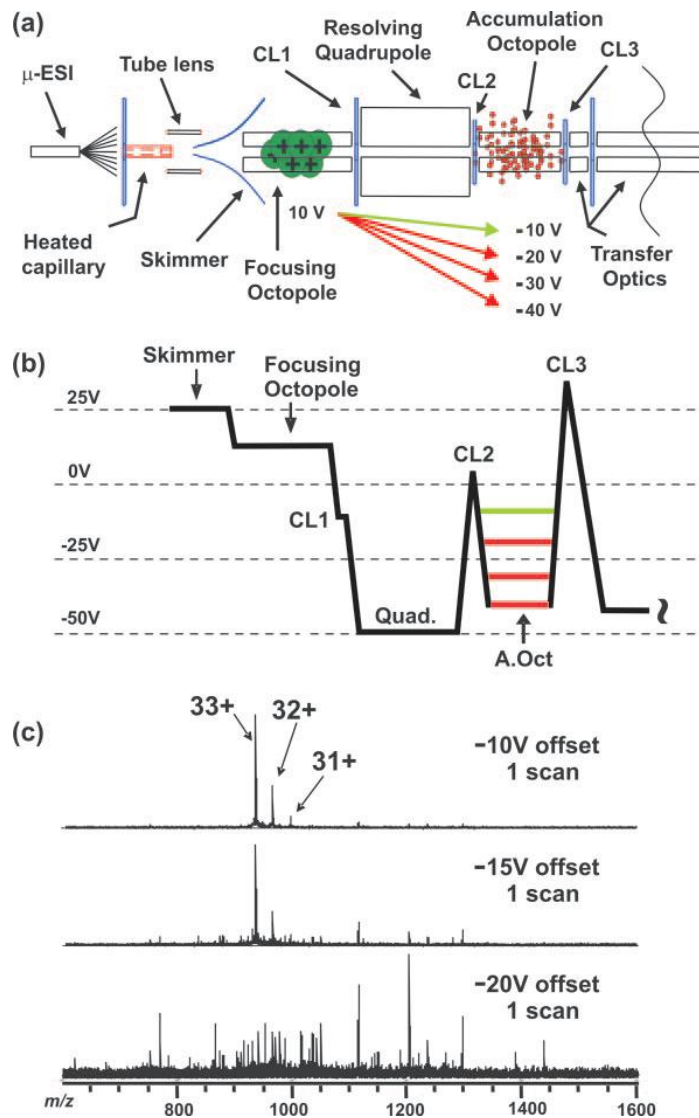 (a)
μ-ESI
Tube lens
CL1
Resolving
Quadrupole
CL2
Accumulation
Octopole
CL3
Heated
capillary
Skimmer
10 V
Focusing
Octopole
-10 V
-20 V
-30 V
-40 V
Transfer
Optics
(b)
Skimmer
Focusing
Octopole
CL3
25V
CL2
0V
CL1
-25V
-50V
Quad.
A.Oct
(c)
33+
32+
31+
-10V offset
1 scan
-15V offset
1 scan
-20V offset
1 scan
m/z
800
1000
1200
1400
1600